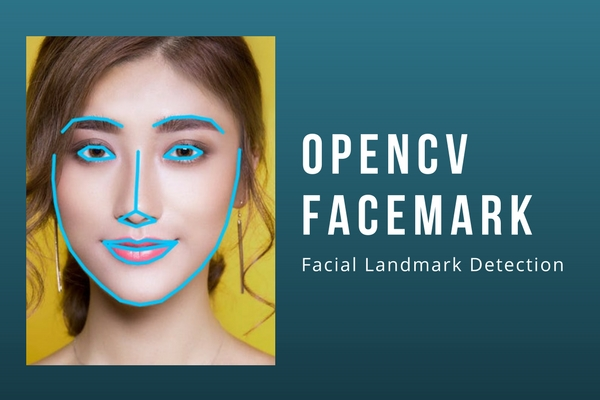 OPENCV
FACEMARK
Facial Landmark Detection